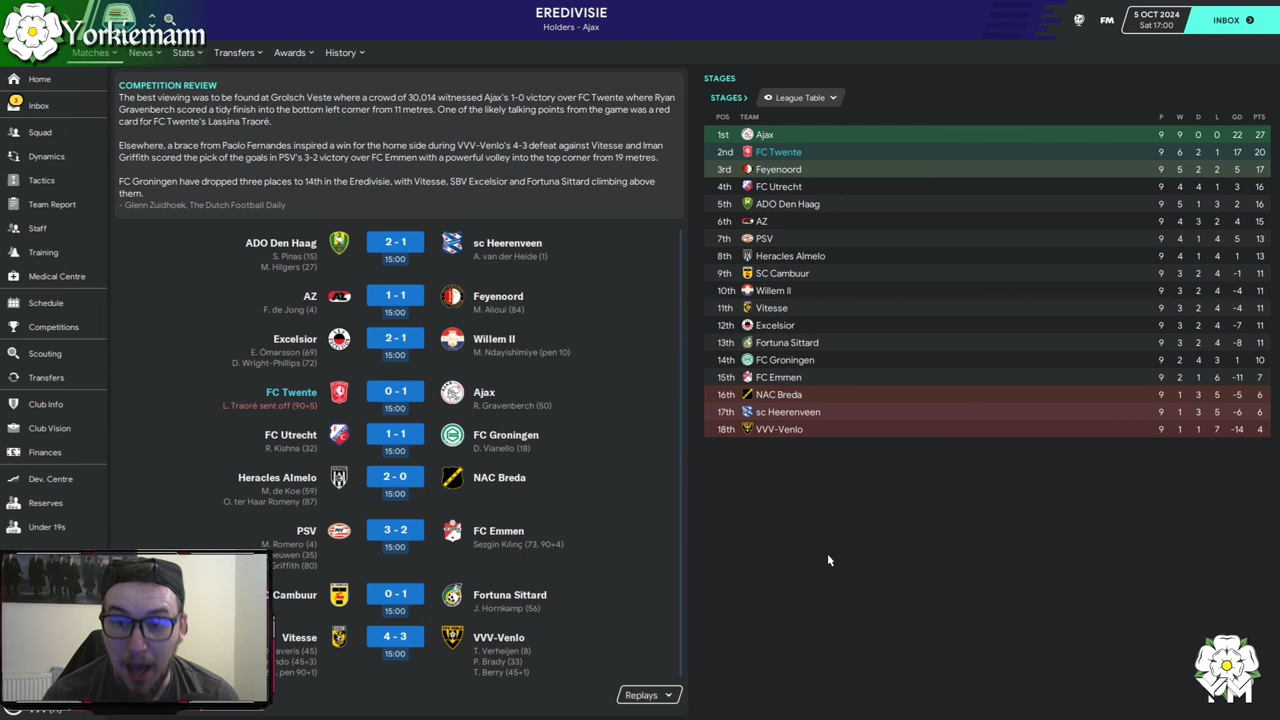 Yorkiemann
EREDIVISIE
Holders - Ajax
FM
5 OCT 2024
Sat 17:00
INBOX
Matches
News
Stats
Transfers
Awards
History
Home
3
Inbox
Squad
Dynamics
Tactics
Team Report
Staff
Training
Medical Centre
Schedule
Competitions
Scouting
Transfers
Club Info
Club Vision
Finances
Dev. Centre
Reserves
Under 19s
COMPETITION REVIEW
The best viewing was to be found at Grolsch Veste where a crowd of 30,014 witnessed Ajax's 1-0 victory over FC Twente where Ryan
Gravenberch scored a tidy finish into the bottom left corner from 11 metres. One of the likely talking points from the game was a red
card for FC Twente's Lassina Traoré.
Elsewhere, a brace from Paolo Fernandes inspired a win for the home side during VVV-Venlo's 4-3 defeat against Vitesse and Iman
Griffith scored the pick of the goals in PSV's 3-2 victory over FC Emmen with a powerful volley into the top corner from 19 metres.
FC Groningen have dropped three places to 14th in the Eredivisie, with Vitesse, SBV Excelsior and Fortuna Sittard climbing above
them.
- Glenn Zuidhoek, The Dutch Football Daily
ADO Den Haag 2 - 1 sc Heerenveen
S. Pinas (15) 15:00 A. van der Heide (1)
M. Hilgers (27)
AZ 1 - 1 Feyenoord
F. de Jong (4) 15:00 M. Alioui (84)
Excelsior 2 - 1 Willem II
E. Ómarsson (69) 15:00 M. Ndayishimiye (pen 10)
D. Wright-Phillips (72)
FC Twente 0 - 1 Ajax
L. Traoré sent off (90+5) 15:00 R. Gravenberch (50)
FC Utrecht 1 - 1 FC Groningen
R. Kishna (32) 15:00 D. Vianello (18)
Heracles Almelo 2 - 0 NAC Breda
M. de Koe (59) 15:00
O. ter Haar Romeny (87)
PSV 3 - 2 FC Emmen
M. Romero (4) 15:00 Sezgin Kılınç (73, 90+4)
eeuwen (35)
Griffith (80)
Cambuur 0 - 1 Fortuna Sittard
15:00 J. Hornkamp (56)
Vitesse 4 - 3 VVV-Venlo
averis (45) 15:00 T. Verheijen (8)
ndo (45+3) P. Brady (33)
pen 90+1) T. Berry (45+1)
Replays
STAGES
STAGES > League Table
POS TEAM P W D L GD PTS
1st Ajax 9 9 0 0 22 27
2nd FC Twente 9 6 2 1 17 20
3rd Feyenoord 9 5 2 2 5 17
4th FC Utrecht 9 4 4 1 3 16
5th ADO Den Haag 9 5 1 3 2 16
6th AZ 9 4 3 2 4 15
7th PSV 9 4 1 4 5 13
8th Heracles Almelo 9 4 1 4 1 13
9th SC Cambuur 9 3 2 4 -1 11
10th Willem II 9 3 2 4 -4 11
11th Vitesse 9 3 2 4 -4 11
12th Excelsior 9 3 2 4 -7 11
13th Fortuna Sittard 9 3 2 4 -8 11
14th FC Groningen 9 2 4 3 1 10
15th FC Emmen 9 2 1 6 -11 7
16th NAC Breda 9 1 3 5 -5 6
17th sc Heerenveen 9 1 3 5 -6 6
18th VVV-Venlo 9 1 1 7 -14 4
YM